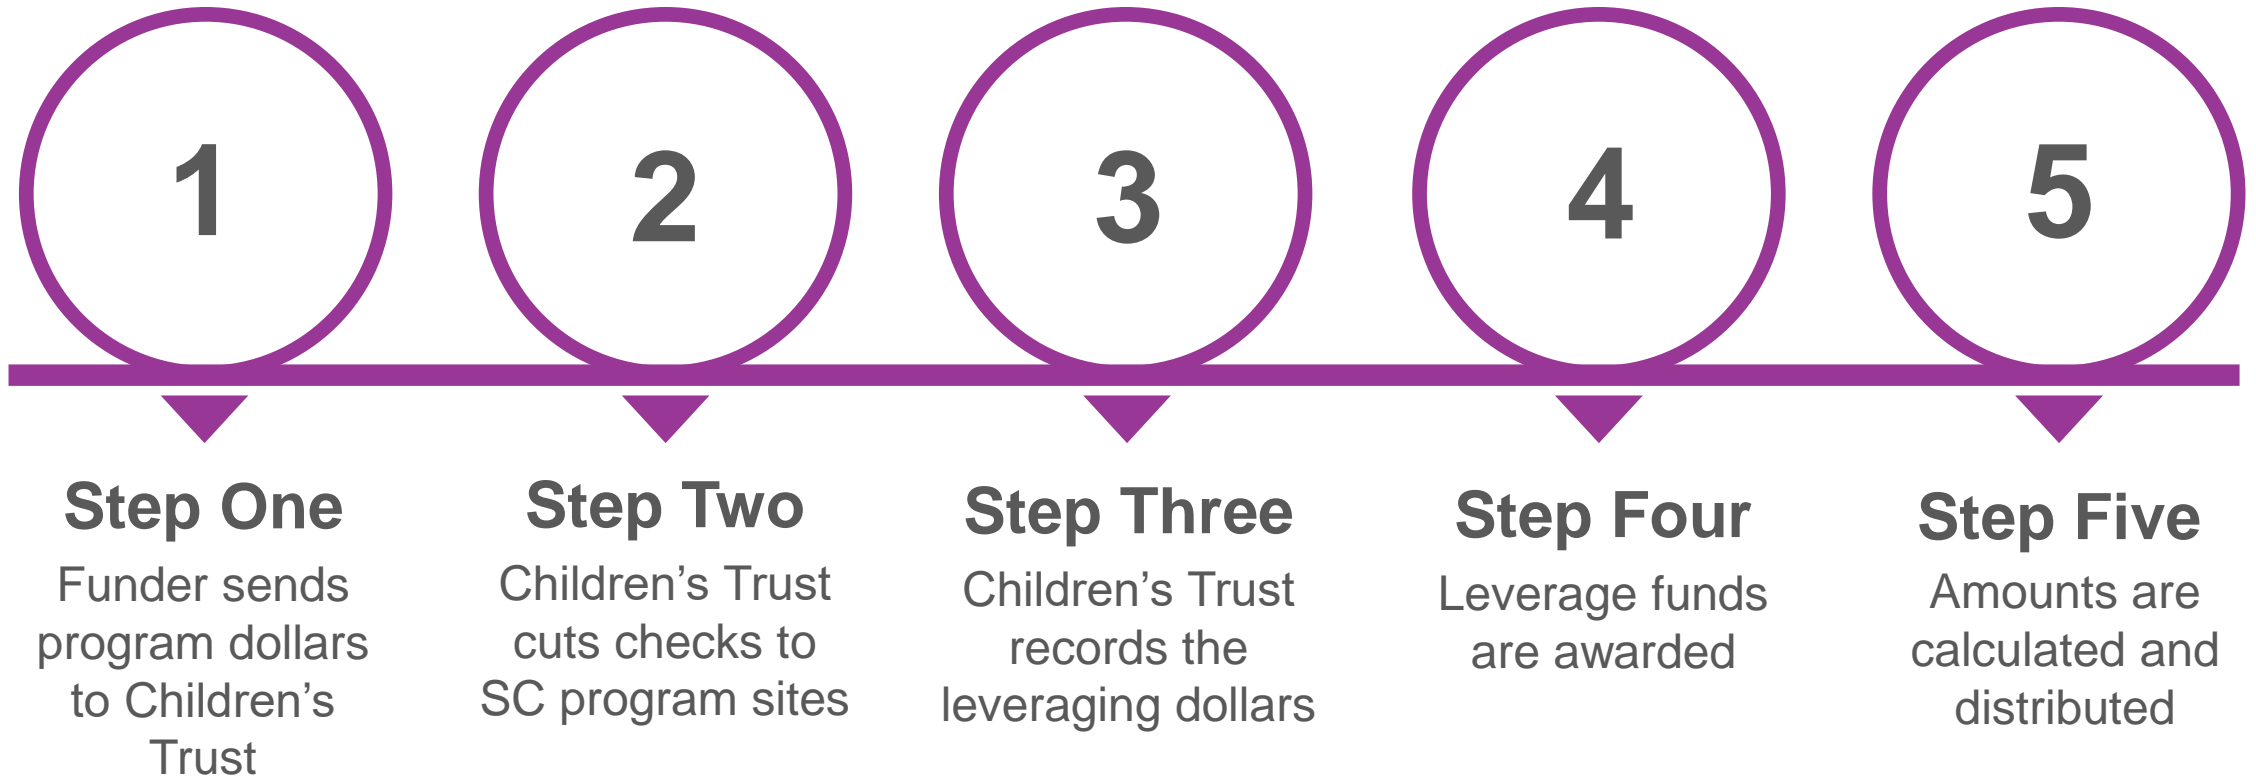 1
2
3
4
5
Step One
Funder sends
program dollars
to Children’s
Trust
Step Two
Children’s Trust
cuts checks to
SC program sites
Step Three
Children’s Trust
records the
leveraging dollars
Step Four
Leverage funds
are awarded
Step Five
Amounts are
calculated and
distributed